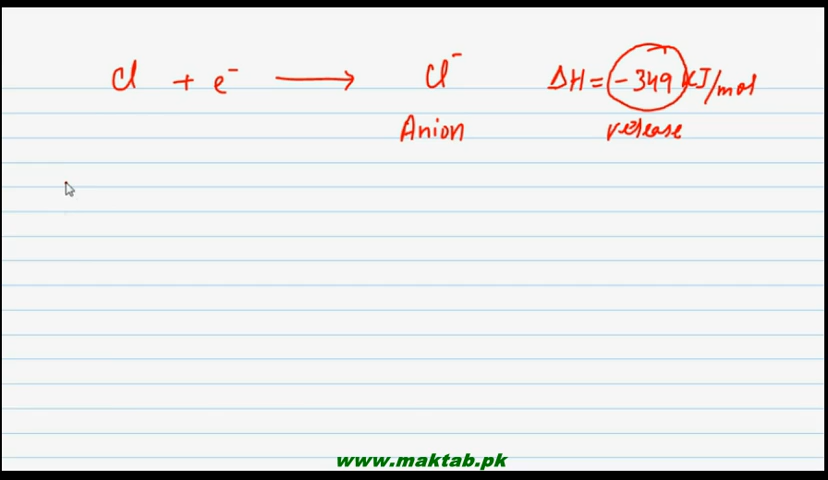 Cl + e⁻ ⟶ Cl⁻ ΔH = -349 kJ/mol
Anion release
www.maktab.pk